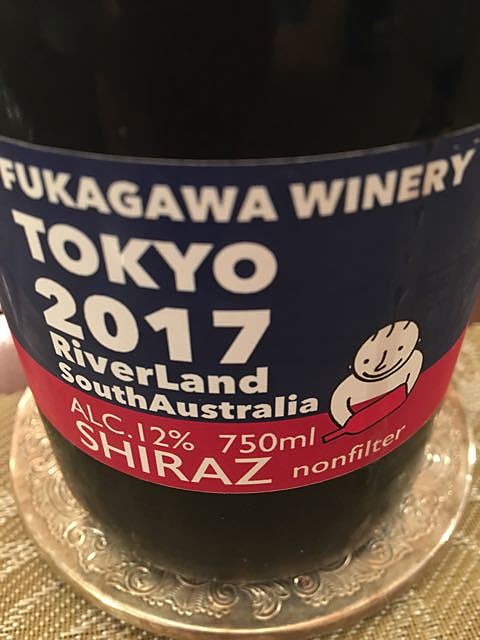 FUKAGAWA WINERY
TOKYO
2017
RiverLand
SouthAustralia
ALC.12% 750ml
SHIRAZ nonfilter